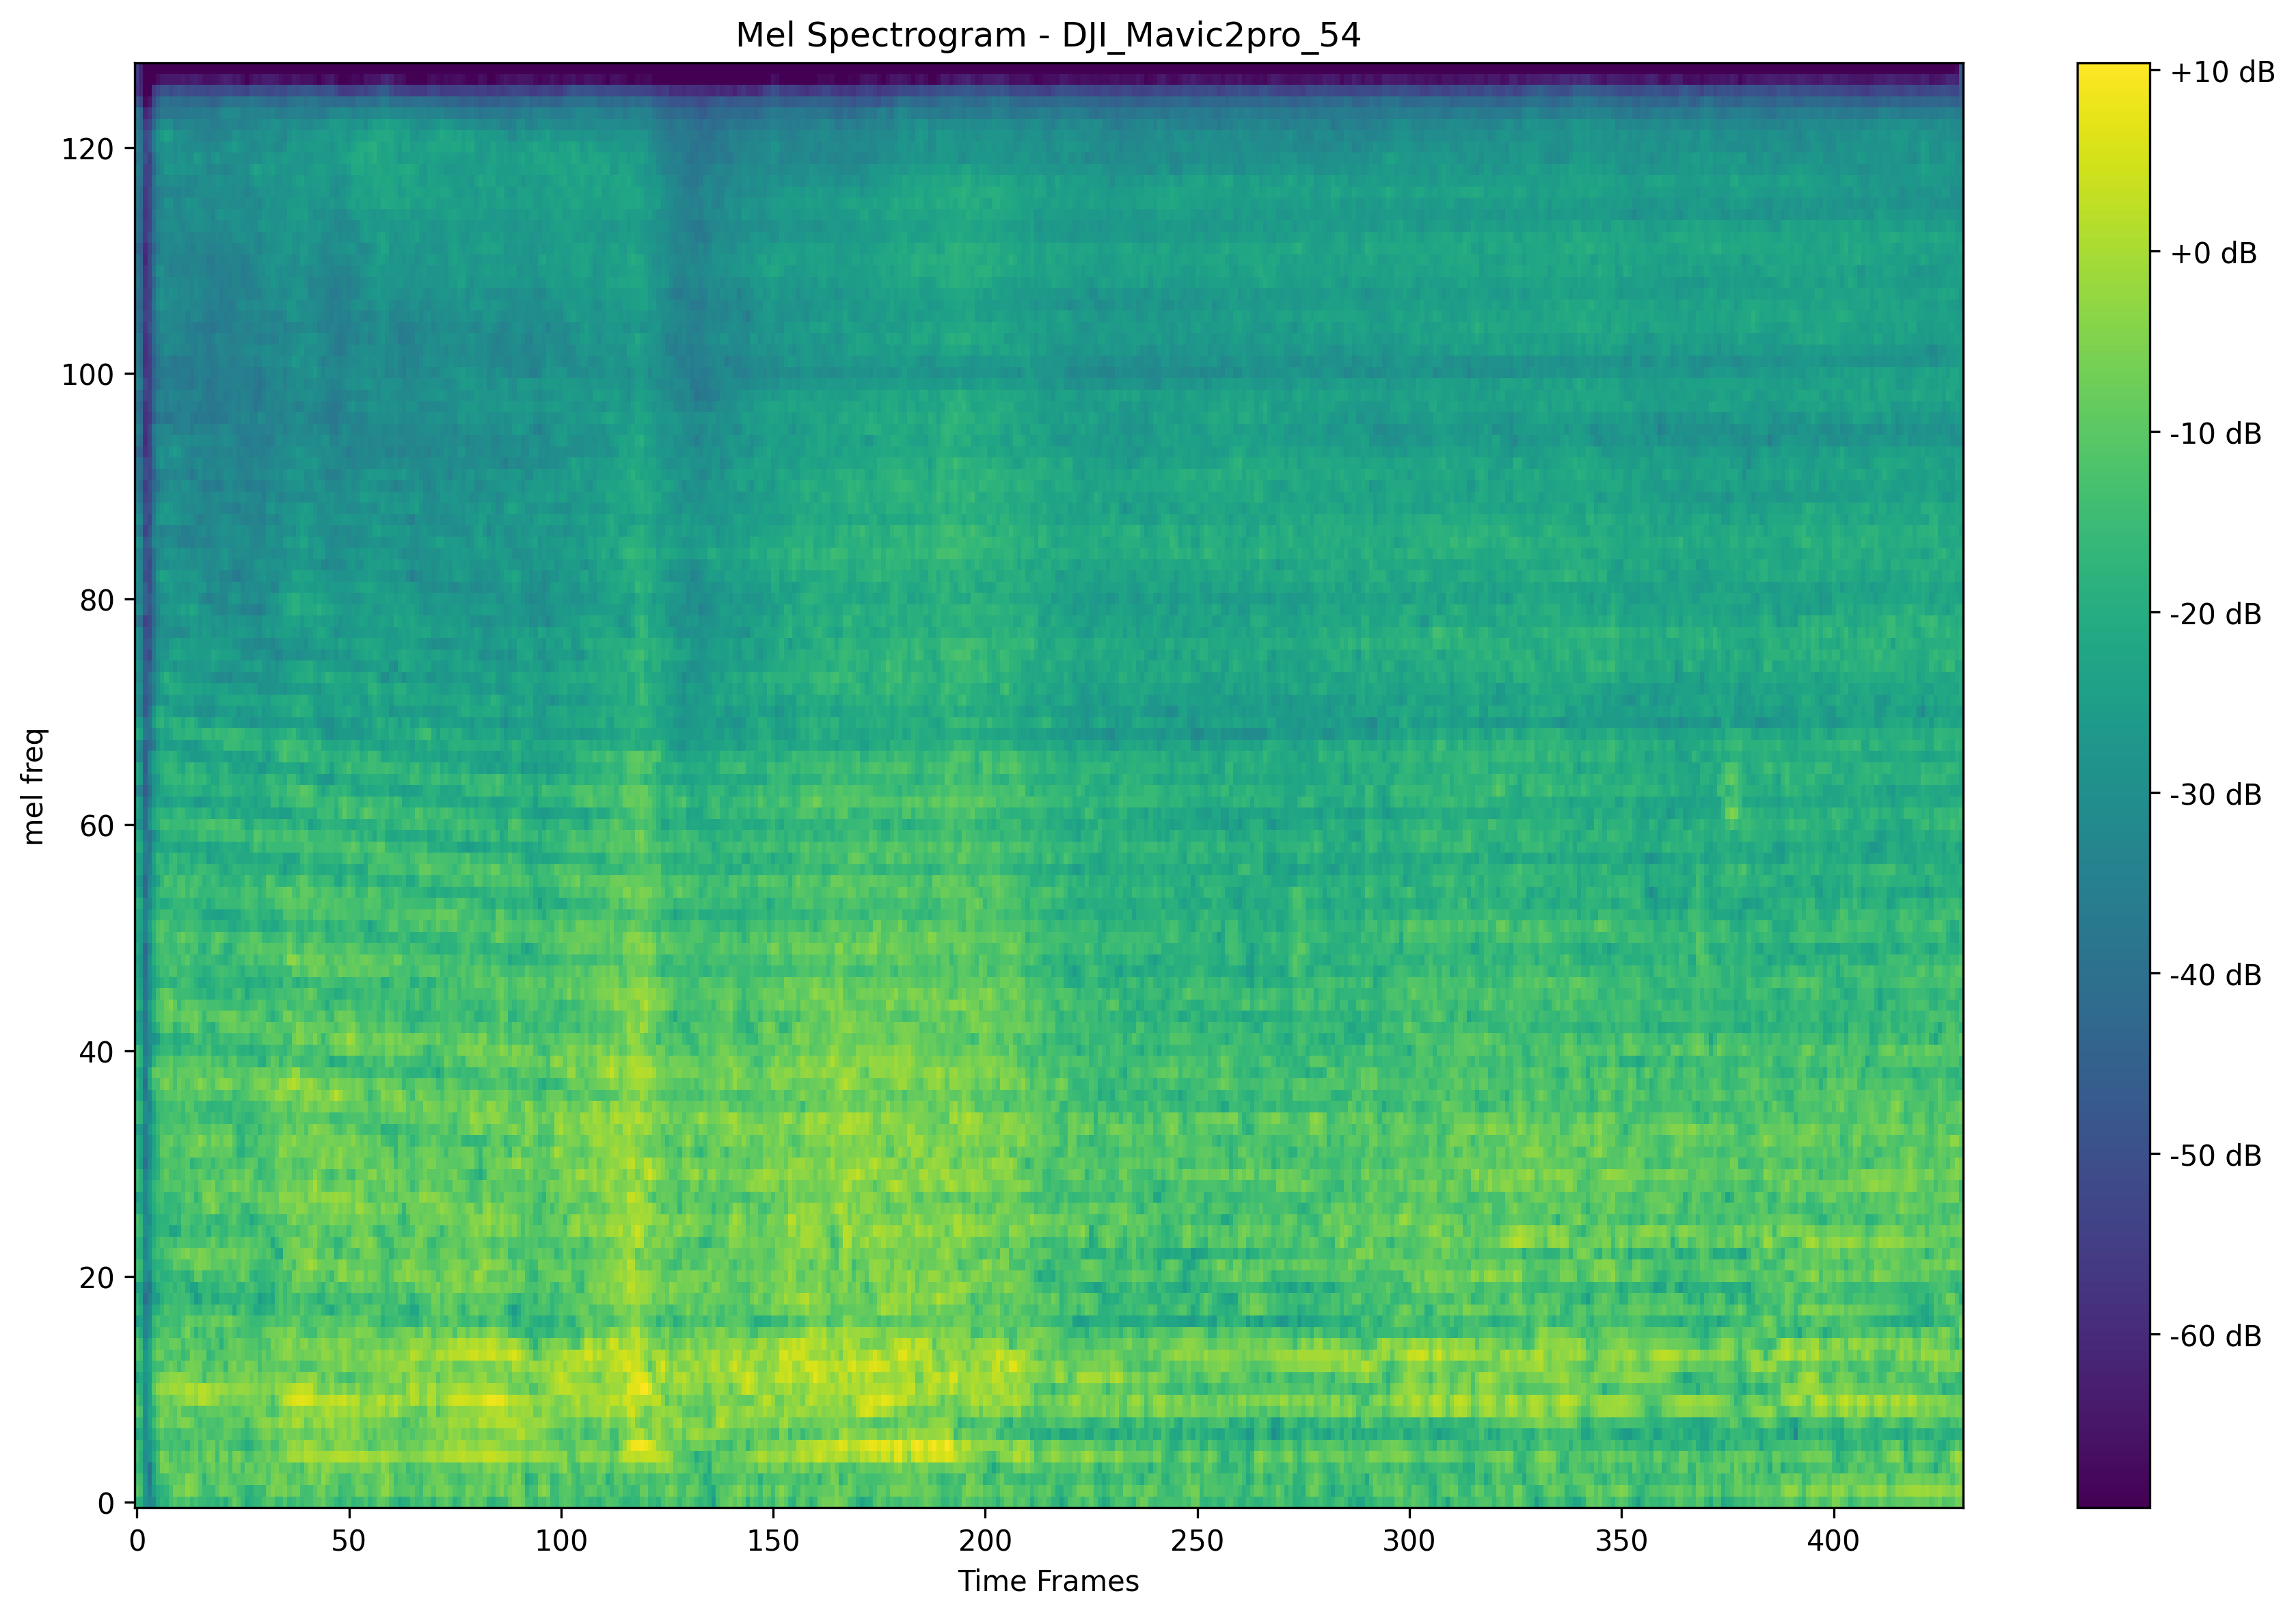 Mel Spectrogram - DJI_Mavic2pro_54
+10 dB
+0 dB
-10 dB
-20 dB
-30 dB
-40 dB
-50 dB
-60 dB
mel freq
120
100
80
60
40
20
0
0 50 100 150 200 250 300 350 400
Time Frames